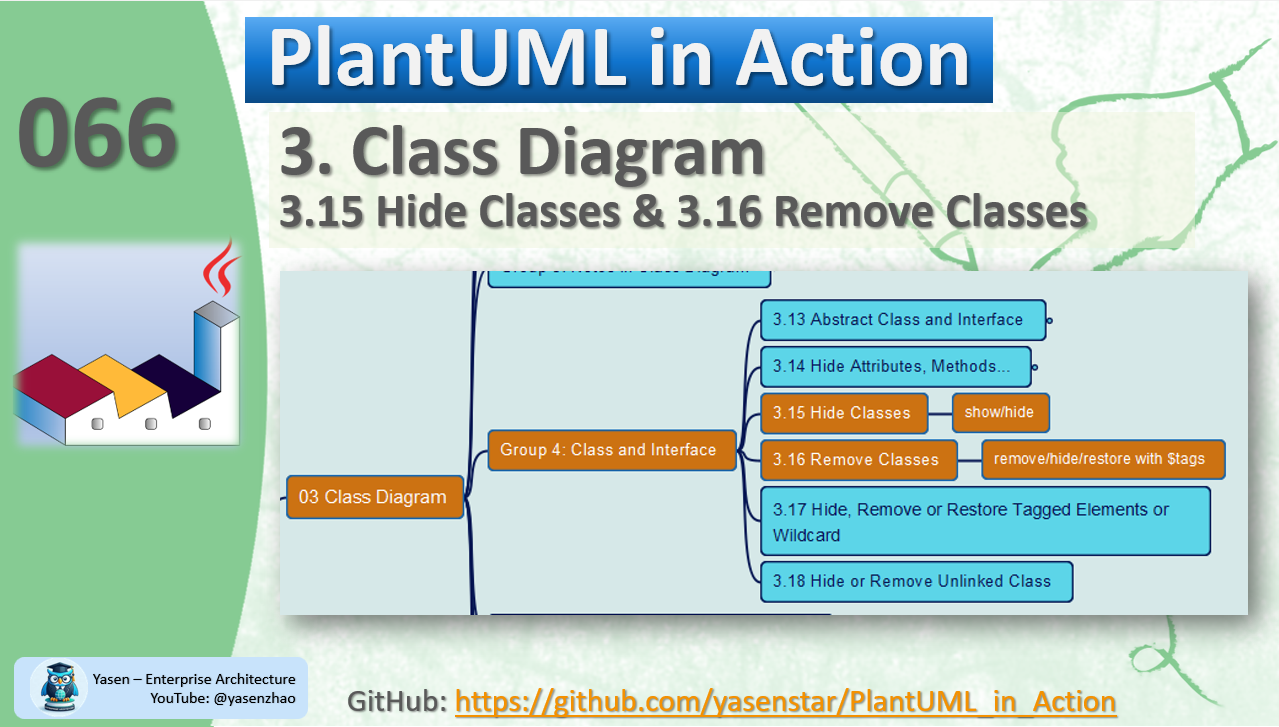 PlantUML in Action
066
3. Class Diagram
3.15 Hide Classes & 3.16 Remove Classes
3.13 Abstract Class and Interface
3.14 Hide Attributes, Methods...
3.15 Hide Classes
show/hide
Group 4: Class and Interface
3.16 Remove Classes
remove/hide/restore with $tags
03 Class Diagram
3.17 Hide, Remove or Restore Tagged Elements or
Wildcard
3.18 Hide or Remove Unlinked Class
Yasen – Enterprise Architecture
YouTube: @yasenzhao
GitHub: https://github.com/yasenstar/PlantUML_in_Action